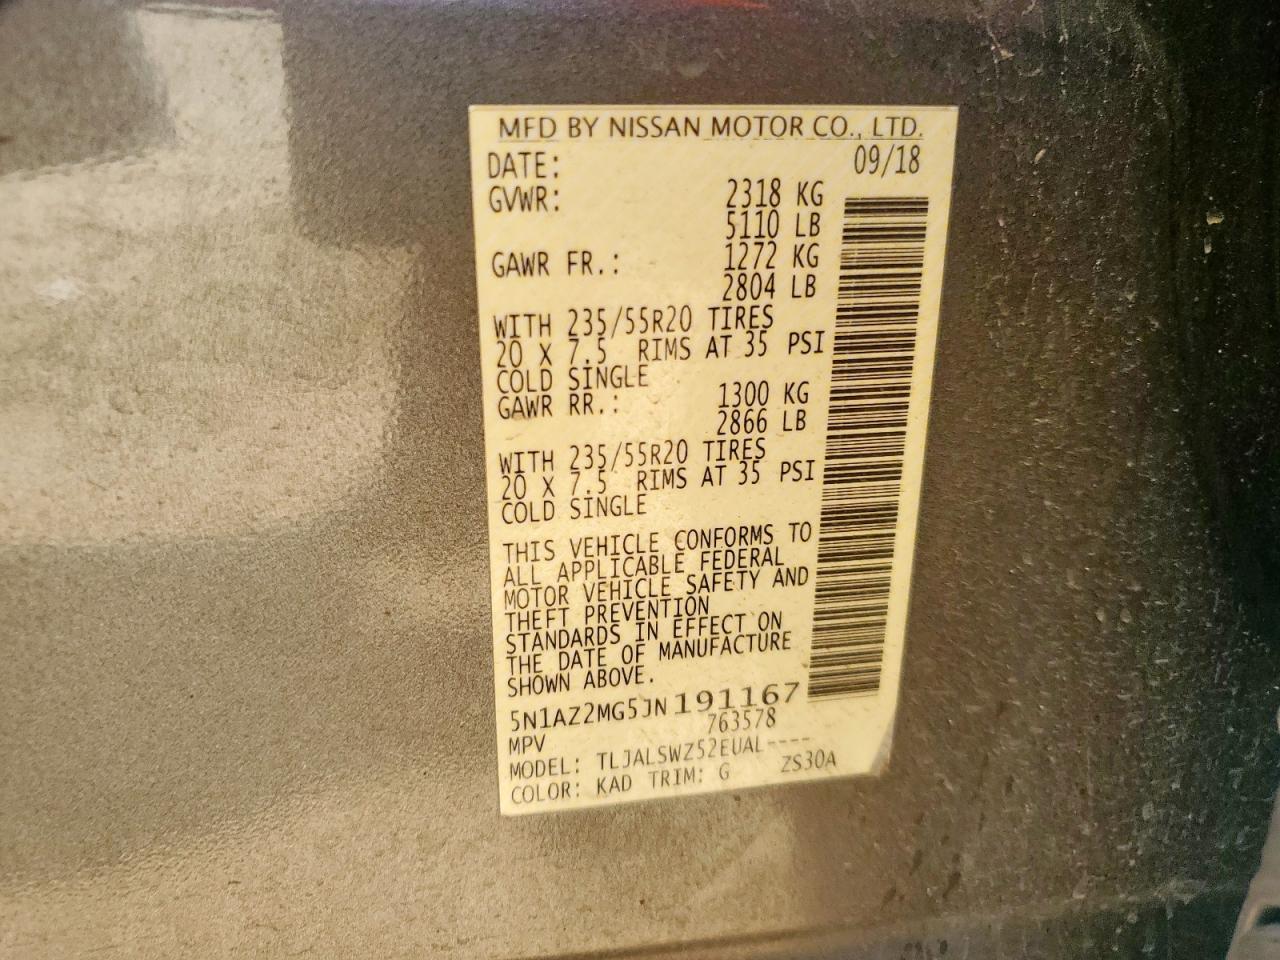 MFD BY NISSAN MOTOR CO., LTD.
DATE: 09/18
GVWR: 2318 KG
5110 LB
GAWR FR.: 1272 KG
2804 LB
WITH 235/55R20 TIRES
20 X 7.5 RIMS AT 35 PSI
COLD SINGLE
GAWR RR.: 1300 KG
2866 LB
WITH 235/55R20 TIRES
20 X 7.5 RIMS AT 35 PSI
COLD SINGLE
THIS VEHICLE CONFORMS TO
ALL APPLICABLE FEDERAL
MOTOR VEHICLE SAFETY AND
THEFT PREVENTION
STANDARDS IN EFFECT ON
THE DATE OF MANUFACTURE
SHOWN ABOVE.
5N1AZ2MG5JN191167
MPV 763578
MODEL: TLJALSWZ52EUAL----
COLOR: KAD TRIM: G ZS30A